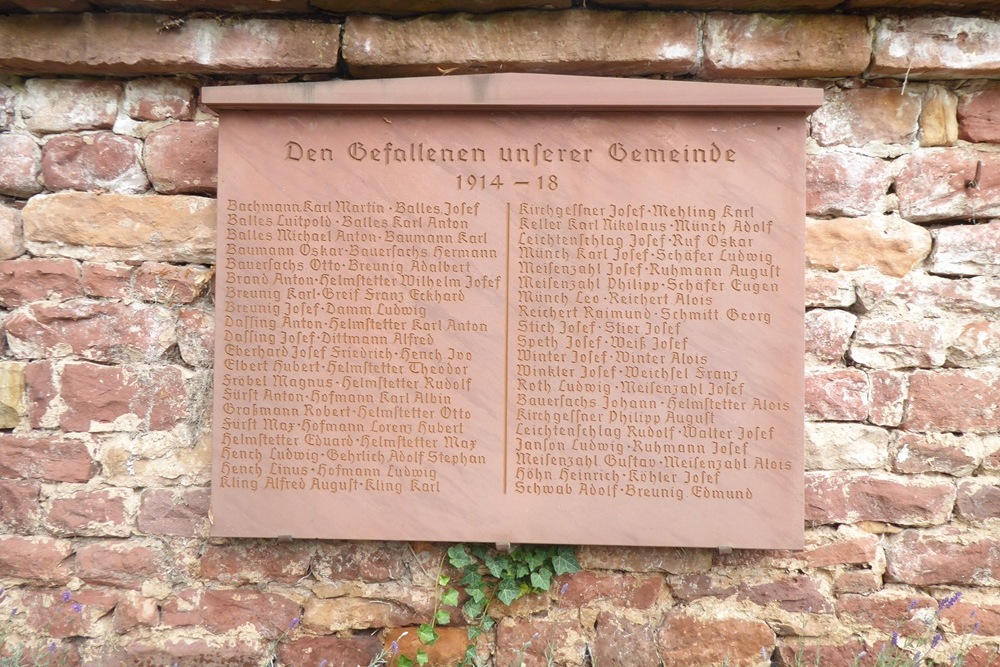 Den Gefallenen unserer Gemeinde
1914 – 18
Bachmann Karl Martin · Balles Josef
Balles Luitpold · Balles Karl Anton
Balles Michael Anton · Baumann Karl
Baumann Oskar · Bauersachs Hermann
Bauersachs Otto · Breunig Adalbert
Brand Anton · Helmstetter Wilhelm Josef
Breunig Karl · Greif Franz Eckhard
Breunig Josef · Damm Ludwig
Dassing Anton · Helmstetter Karl Anton
Dassing Josef · Dittmann Alfred
Eberhard Josef Friedrich · Hench Ivo
Elbert Hubert · Helmstetter Theodor
Fröbel Magnus · Helmstetter Rudolf
Fürst Anton · Hofmann Karl Albin
Graßmann Robert · Helmstetter Otto
Fürst Max · Hofmann Lorenz Hubert
Helmstetter Eduard · Helmstetter Max
Hench Ludwig · Gehrlich Adolf Stephan
Hench Linus · Hofmann Ludwig
Kling Alfred August · Kling Karl
Kirchgessner Josef · Mehling Karl
Keller Karl Nikolaus · Münch Adolf
Leichtenschlag Josef · Ruf Oskar
Münch Karl Josef · Schäfer Ludwig
Meisenzahl Josef · Ruhmann August
Meisenzahl Philipp · Schäfer Eugen
Münch Leo · Reichert Alois
Reichert Raimund · Schmitt Georg
Stich Josef · Stier Josef
Speth Josef · Weiß Josef
Winter Josef · Winter Alois
Winkler Josef · Weichsel Franz
Roth Ludwig · Meisenzahl Josef
Bauersachs Johann · Helmstetter Alois
Kirchgessner Philipp August
Leichtenschlag Rudolf · Walter Josef
Janson Ludwig · Ruhmann Josef
Meisenzahl Gustav · Meisenzahl Alois
Höhn Heinrich · Köhler Josef
Schwab Adolf · Breunig Edmund